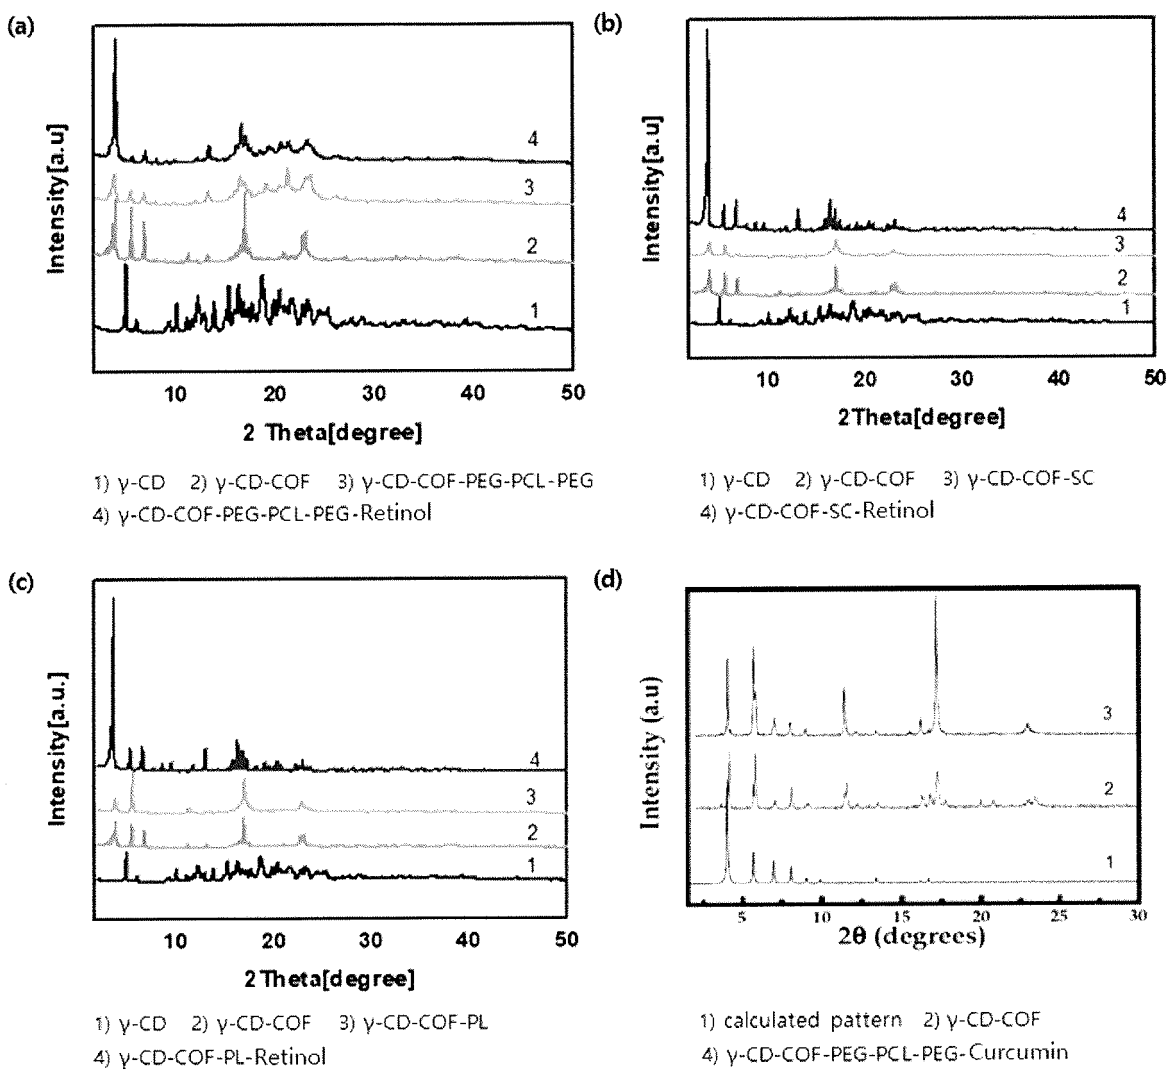 (a)
Intensity[a.u]
4
3
2
1
10 20 30 40 50
2 Theta[degree]
1) γ-CD 2) γ-CD-COF 3) γ-CD-COF-PEG-PCL-PEG
4) γ-CD-COF-PEG-PCL-PEG-Retinol
(b)
Intensity[a.u]
4
3
2
1
10 20 30 40 50
2Theta[degree]
1) γ-CD 2) γ-CD-COF 3) γ-CD-COF-SC
4) γ-CD-COF-SC-Retinol
(c)
Intensity[a.u.]
4
3
2
1
10 20 30 40 50
2Theta[degree]
1) γ-CD 2) γ-CD-COF 3) γ-CD-COF-PL
4) γ-CD-COF-PL-Retinol
(d)
Intensity (a.u)
3
2
1
5 10 15 20 25 30
2θ (degrees)
1) calculated pattern 2) γ-CD-COF
4) γ-CD-COF-PEG-PCL-PEG-Curcumin